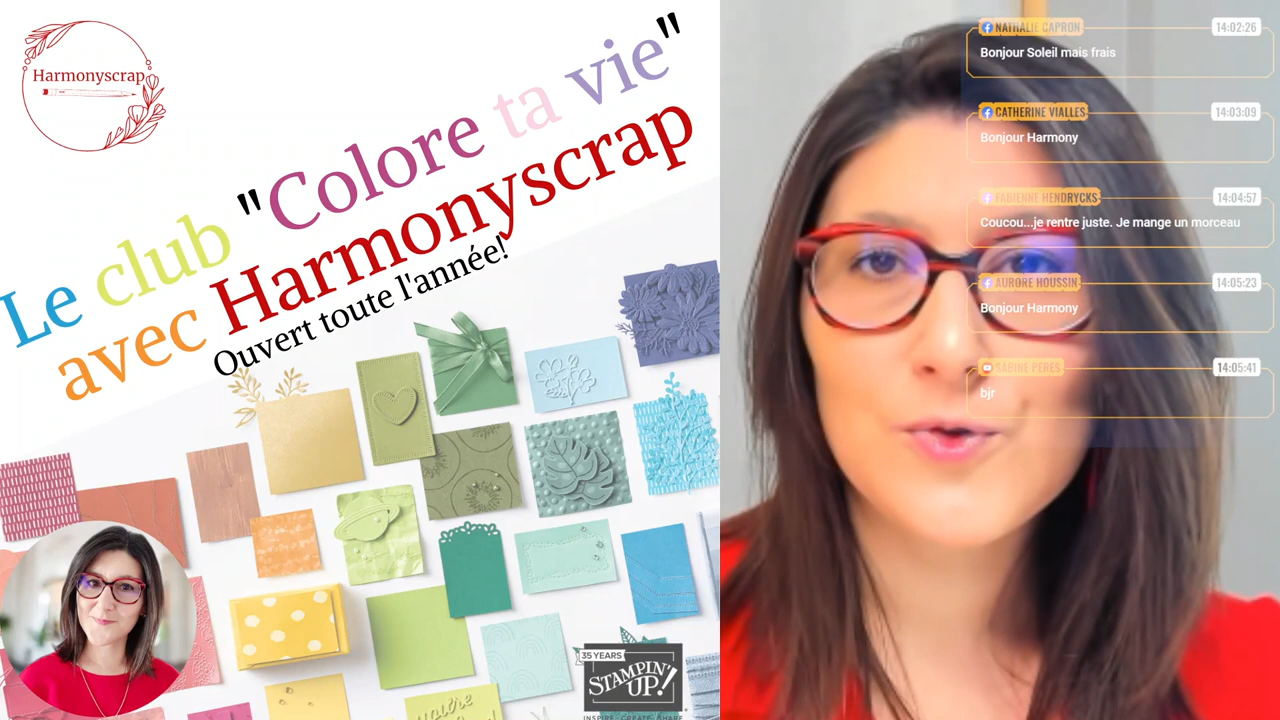 Harmonyscrap
Le club "Colore ta vie"
avec Harmonyscrap
Ouvert toute l'année!
35 YEARS
STAMPIN'
UP!
INSPIRE · CREATE · SHARE
NATHALIE CAPRON 14:02:26
Bonjour Soleil mais frais
CATHERINE VIALLES 14:03:09
Bonjour Harmony
FABIENNE HENDRYCKS 14:04:57
Coucou...je rentre juste. Je mange un morceau
AURORE HOUSSIN 14:05:23
Bonjour Harmony
SABINE PERES 14:05:41
bjr